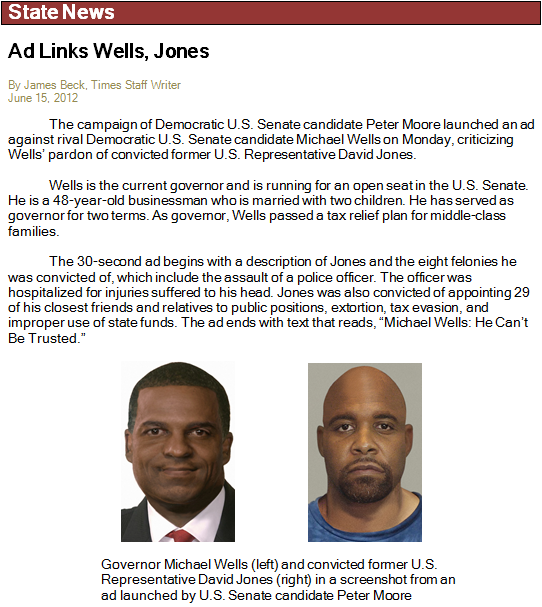 State News
Ad Links Wells, Jones
By James Beck, Times Staff Writer
June 15, 2012
The campaign of Democratic U.S. Senate candidate Peter Moore launched an ad
against rival Democratic U.S. Senate candidate Michael Wells on Monday, criticizing
Wells’ pardon of convicted former U.S. Representative David Jones.
Wells is the current governor and is running for an open seat in the U.S. Senate.
He is a 48-year-old businessman who is married with two children. He has served as
governor for two terms. As governor, Wells passed a tax relief plan for middle-class
families.
The 30-second ad begins with a description of Jones and the eight felonies he
was convicted of, which include the assault of a police officer. The officer was
hospitalized for injuries suffered to his head. Jones was also convicted of appointing 29
of his closest friends and relatives to public positions, extortion, tax evasion, and
improper use of state funds. The ad ends with text that reads, “Michael Wells: He Can’t
Be Trusted.”
Governor Michael Wells (left) and convicted former U.S.
Representative David Jones (right) in a screenshot from an
ad launched by U.S. Senate candidate Peter Moore